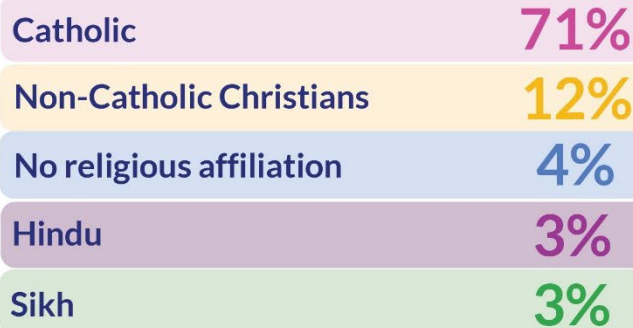 Catholic 71%
Non-Catholic Christians 12%
No religious affiliation 4%
Hindu 3%
Sikh 3%